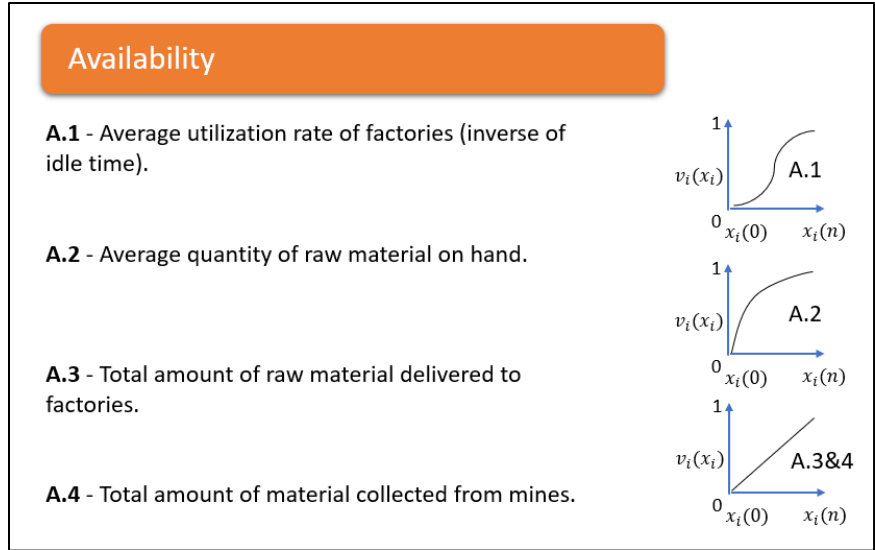 Availability
A.1 - Average utilization rate of factories (inverse of
idle time).
1
A.1
vᵢ(xᵢ)
0
xᵢ(0) xᵢ(n)
A.2 - Average quantity of raw material on hand.
1
A.2
vᵢ(xᵢ)
0
xᵢ(0) xᵢ(n)
A.3 - Total amount of raw material delivered to
factories.
1
vᵢ(xᵢ)
A.3&4
0
xᵢ(0) xᵢ(n)
A.4 - Total amount of material collected from mines.